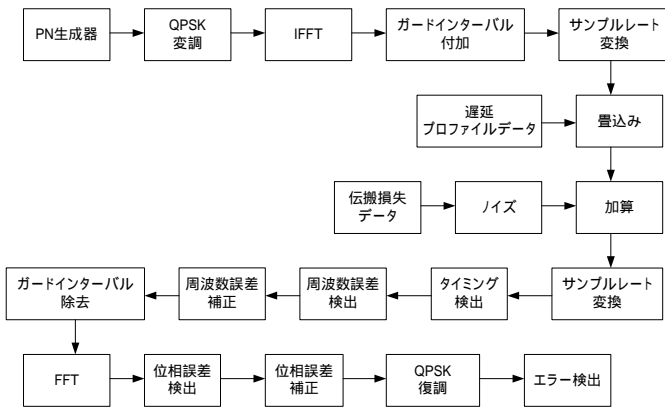 PN生成器
QPSK
変調
IFFT
ガードインターバル
付加
サンプルレート
変換
遅延
プロファイルデータ
畳込み
伝搬損失
データ
ノイズ
加算
ガードインターバル
除去
周波数誤差
補正
周波数誤差
検出
タイミング
検出
サンプルレート
変換
FFT
位相誤差
検出
位相誤差
補正
QPSK
復調
エラー検出